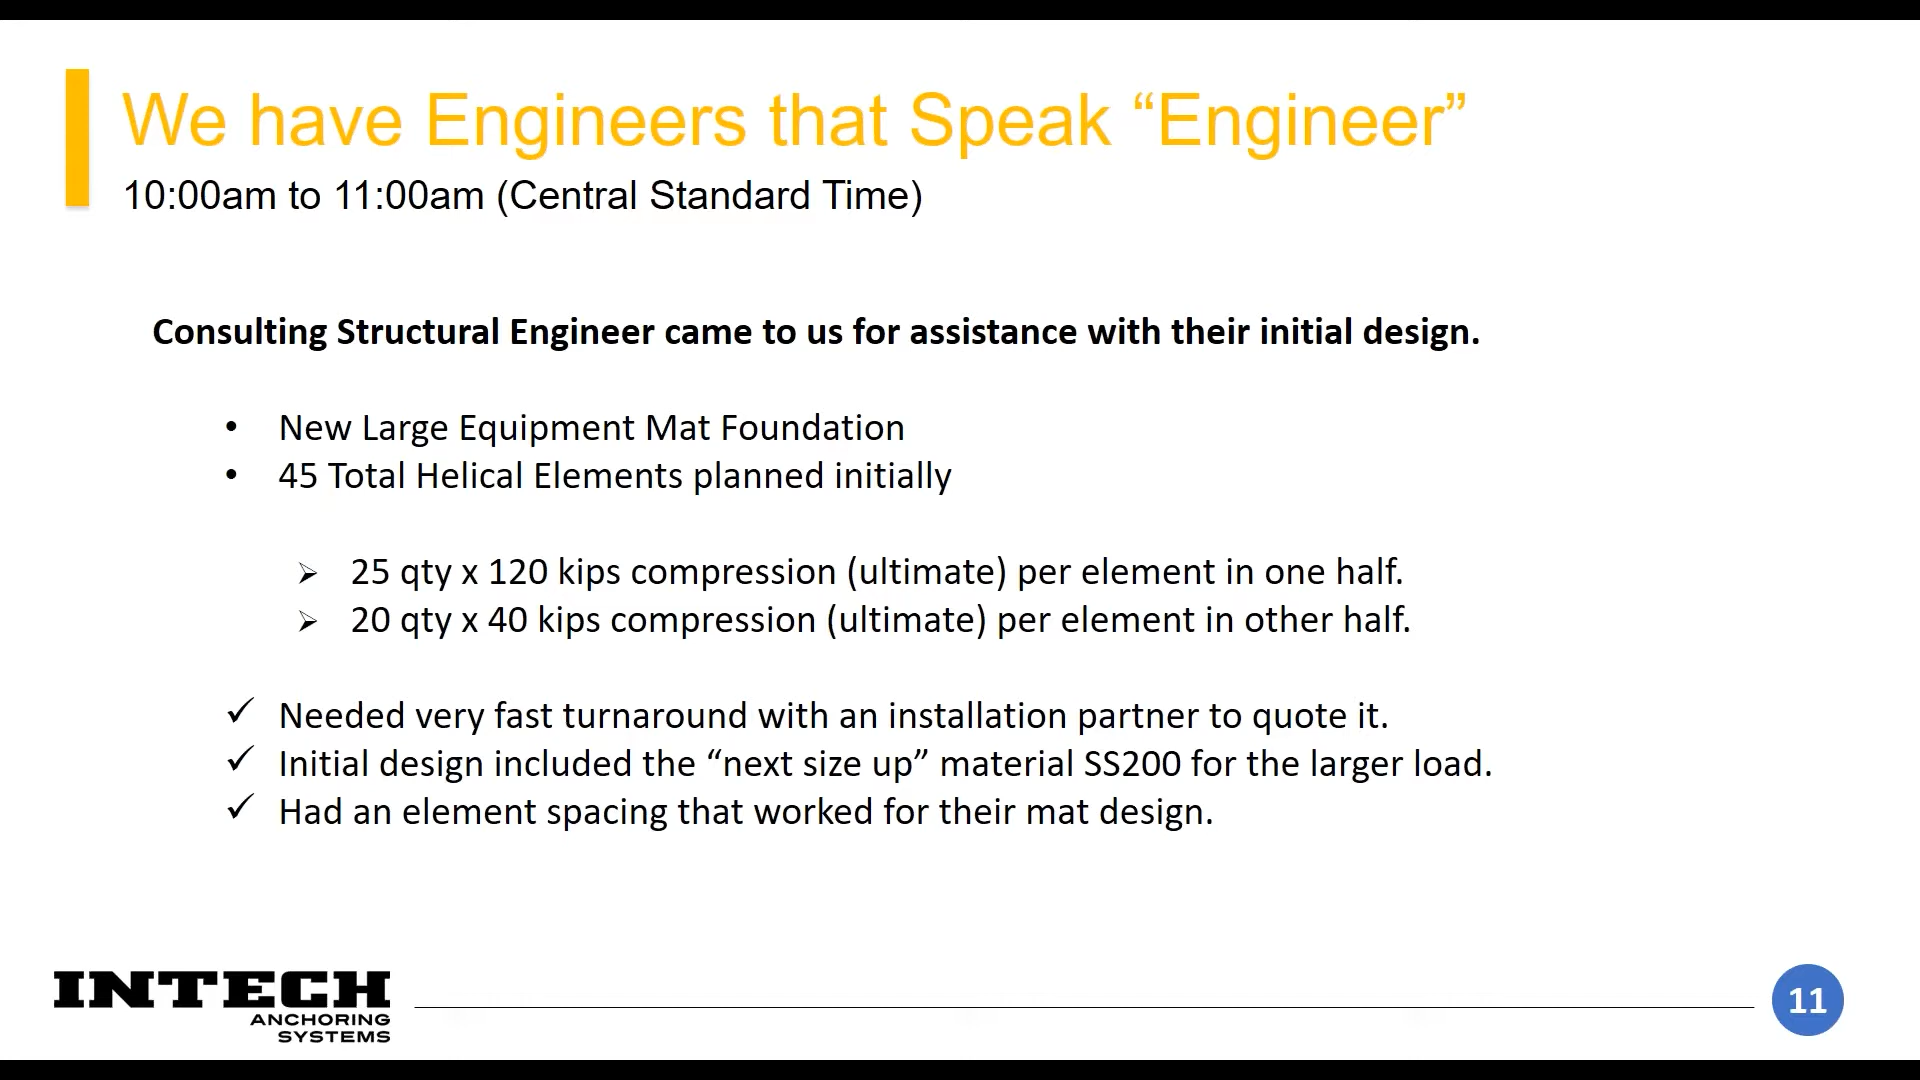 We have Engineers that Speak “Engineer”
10:00am to 11:00am (Central Standard Time)
Consulting Structural Engineer came to us for assistance with their initial design.
• New Large Equipment Mat Foundation
• 45 Total Helical Elements planned initially
➢ 25 qty x 120 kips compression (ultimate) per element in one half.
➢ 20 qty x 40 kips compression (ultimate) per element in other half.
✓ Needed very fast turnaround with an installation partner to quote it.
✓ Initial design included the “next size up” material SS200 for the larger load.
✓ Had an element spacing that worked for their mat design.
INTECH
ANCHORING
SYSTEMS
11